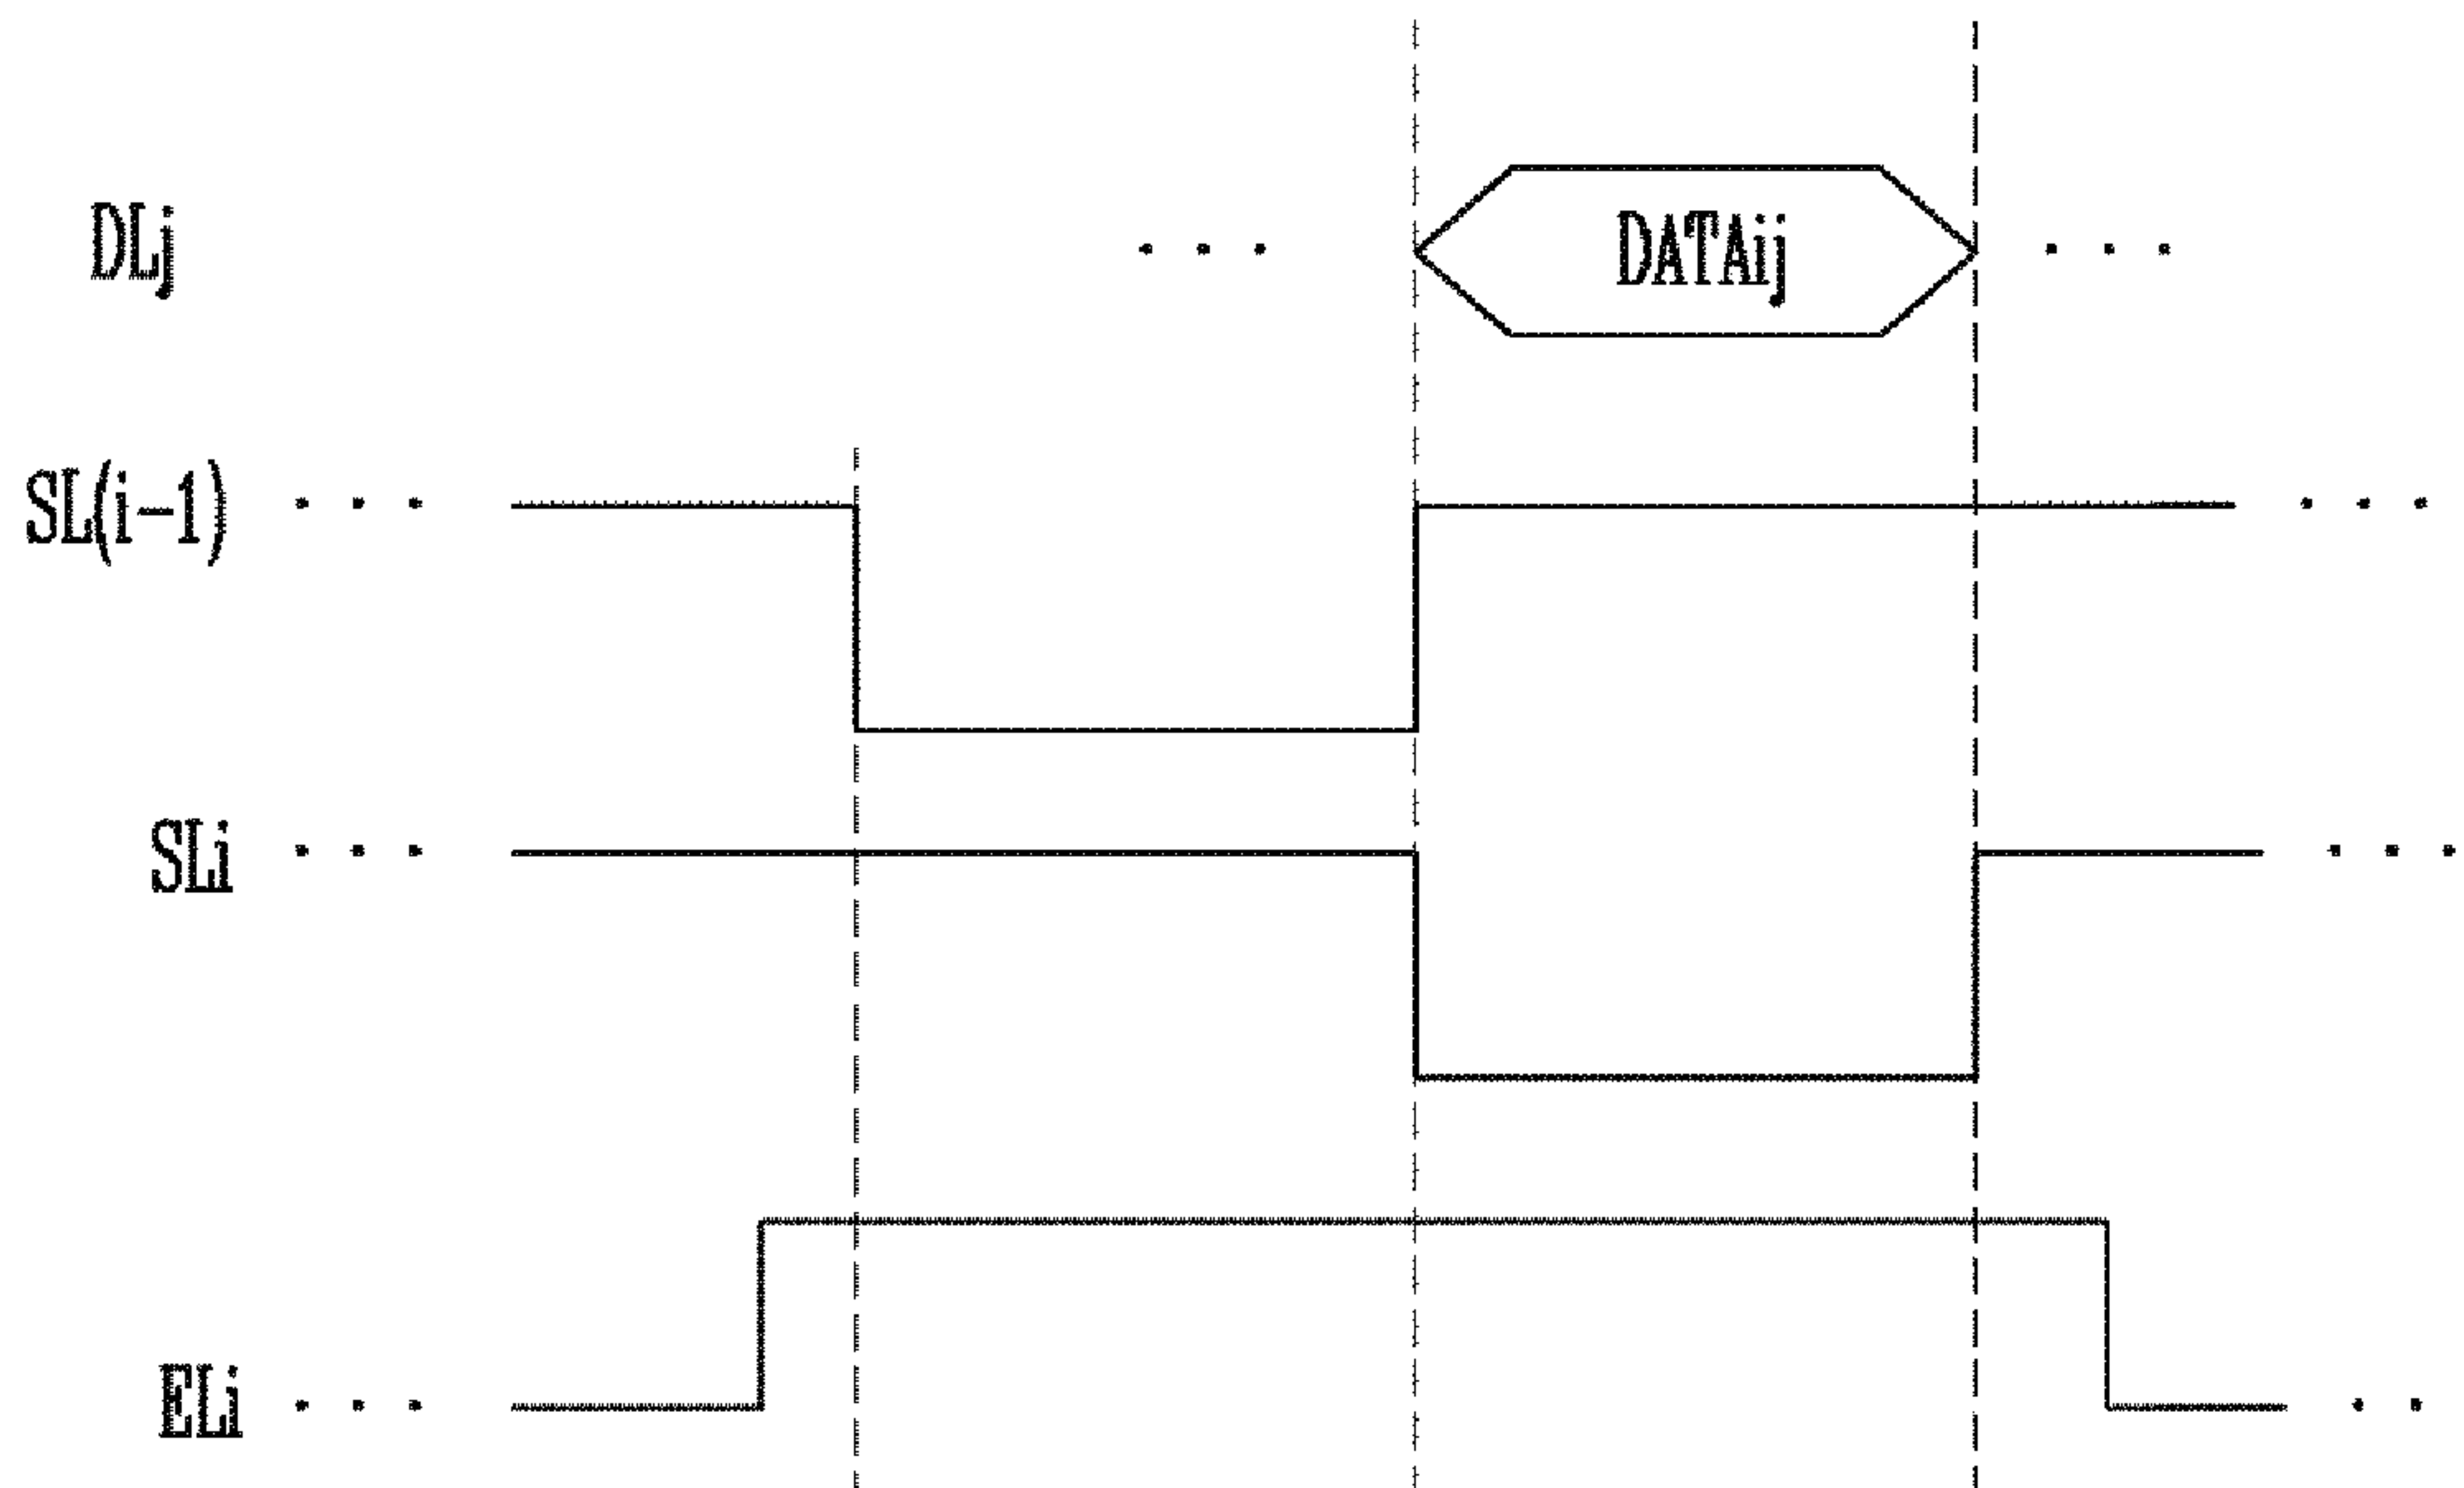 DLj
DATAij
SL(i-1)
SLi
ELi